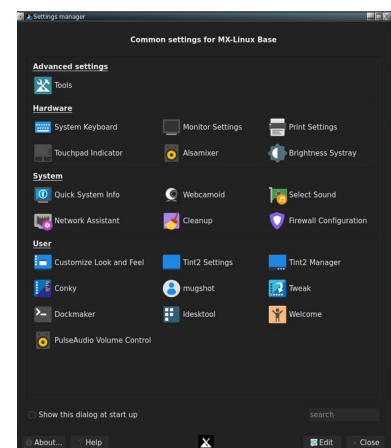 Settings manager
Common settings for MX-Linux Base
Advanced settings
Tools
Hardware
System Keyboard
Monitor Settings
Print Settings
Touchpad Indicator
Alsamixer
Brightness Systray
System
Quick System Info
Webcamoid
Select Sound
Network Assistant
Cleanup
Firewall Configuration
User
Customize Look and Feel
Tint2 Settings
Tint2 Manager
Conky
mugshot
Tweak
Dockmaker
Idesktool
Welcome
PulseAudio Volume Control
Show this dialog at start up
search
About...
? Help
Edit
Close